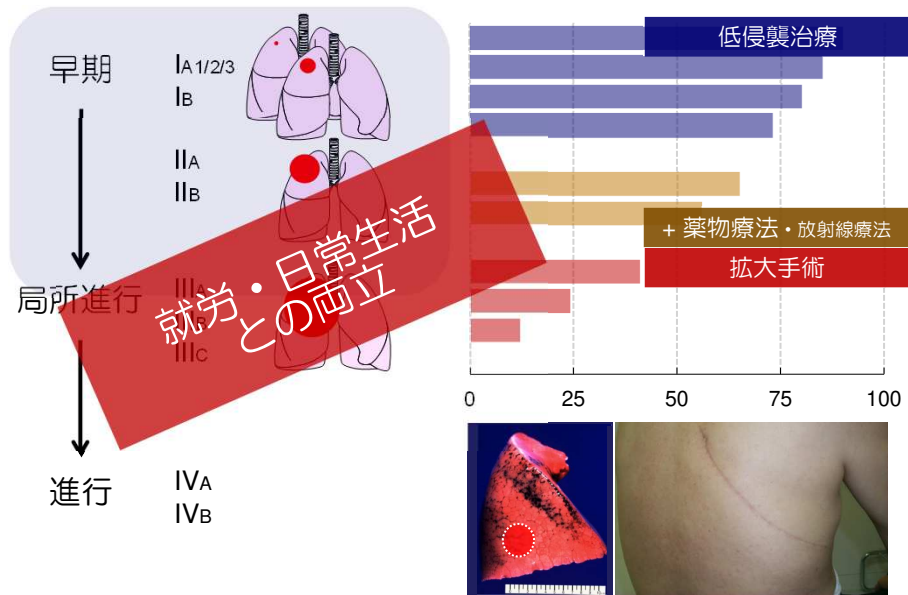 早期
IA1/2/3
IB
IIA
IIB
局所進行
IIIA
IIIB
IIIC
進行
IVA
IVB
就労・日常生活
との両立
低侵襲治療
+ 薬物療法・放射線療法
拡大手術
0 25 50 75 100